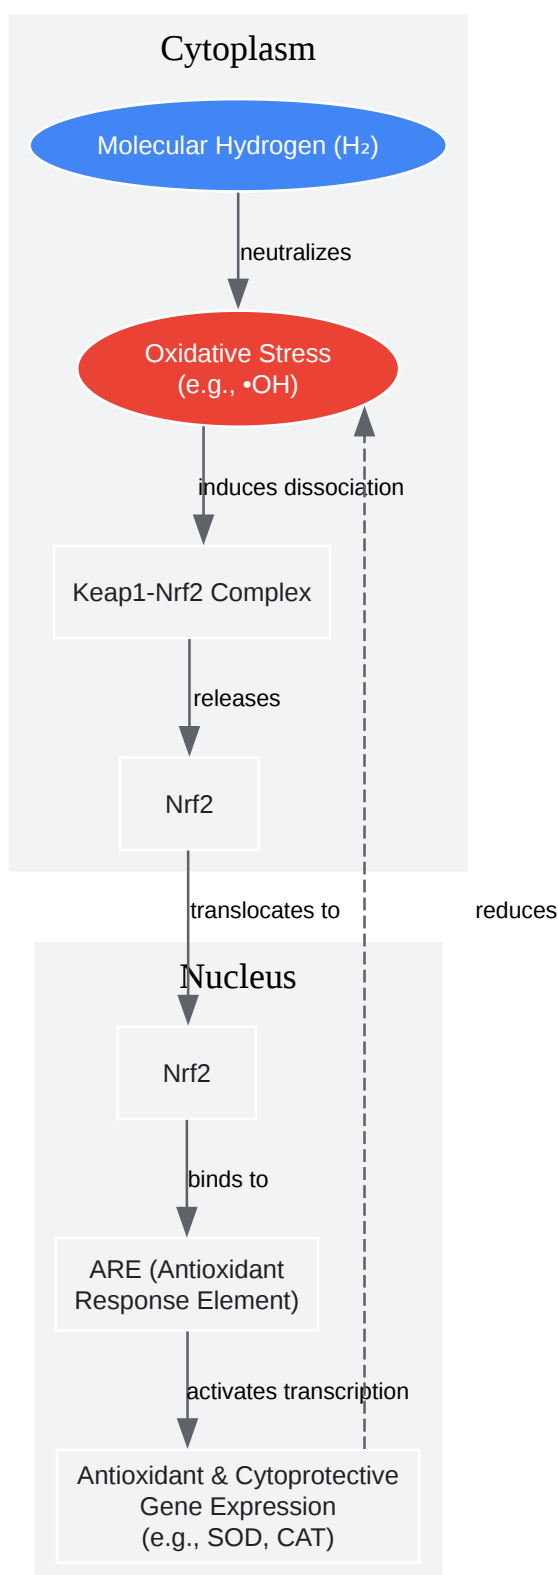 Cytoplasm
Molecular Hydrogen (H₂)
neutralizes
Oxidative Stress
(e.g., •OH)
induces dissociation
Keap1-Nrf2 Complex
releases
Nrf2
translocates to
reduces
Nucleus
Nrf2
binds to
ARE (Antioxidant
Response Element)
activates transcription
Antioxidant & Cytoprotective
Gene Expression
(e.g., SOD, CAT)